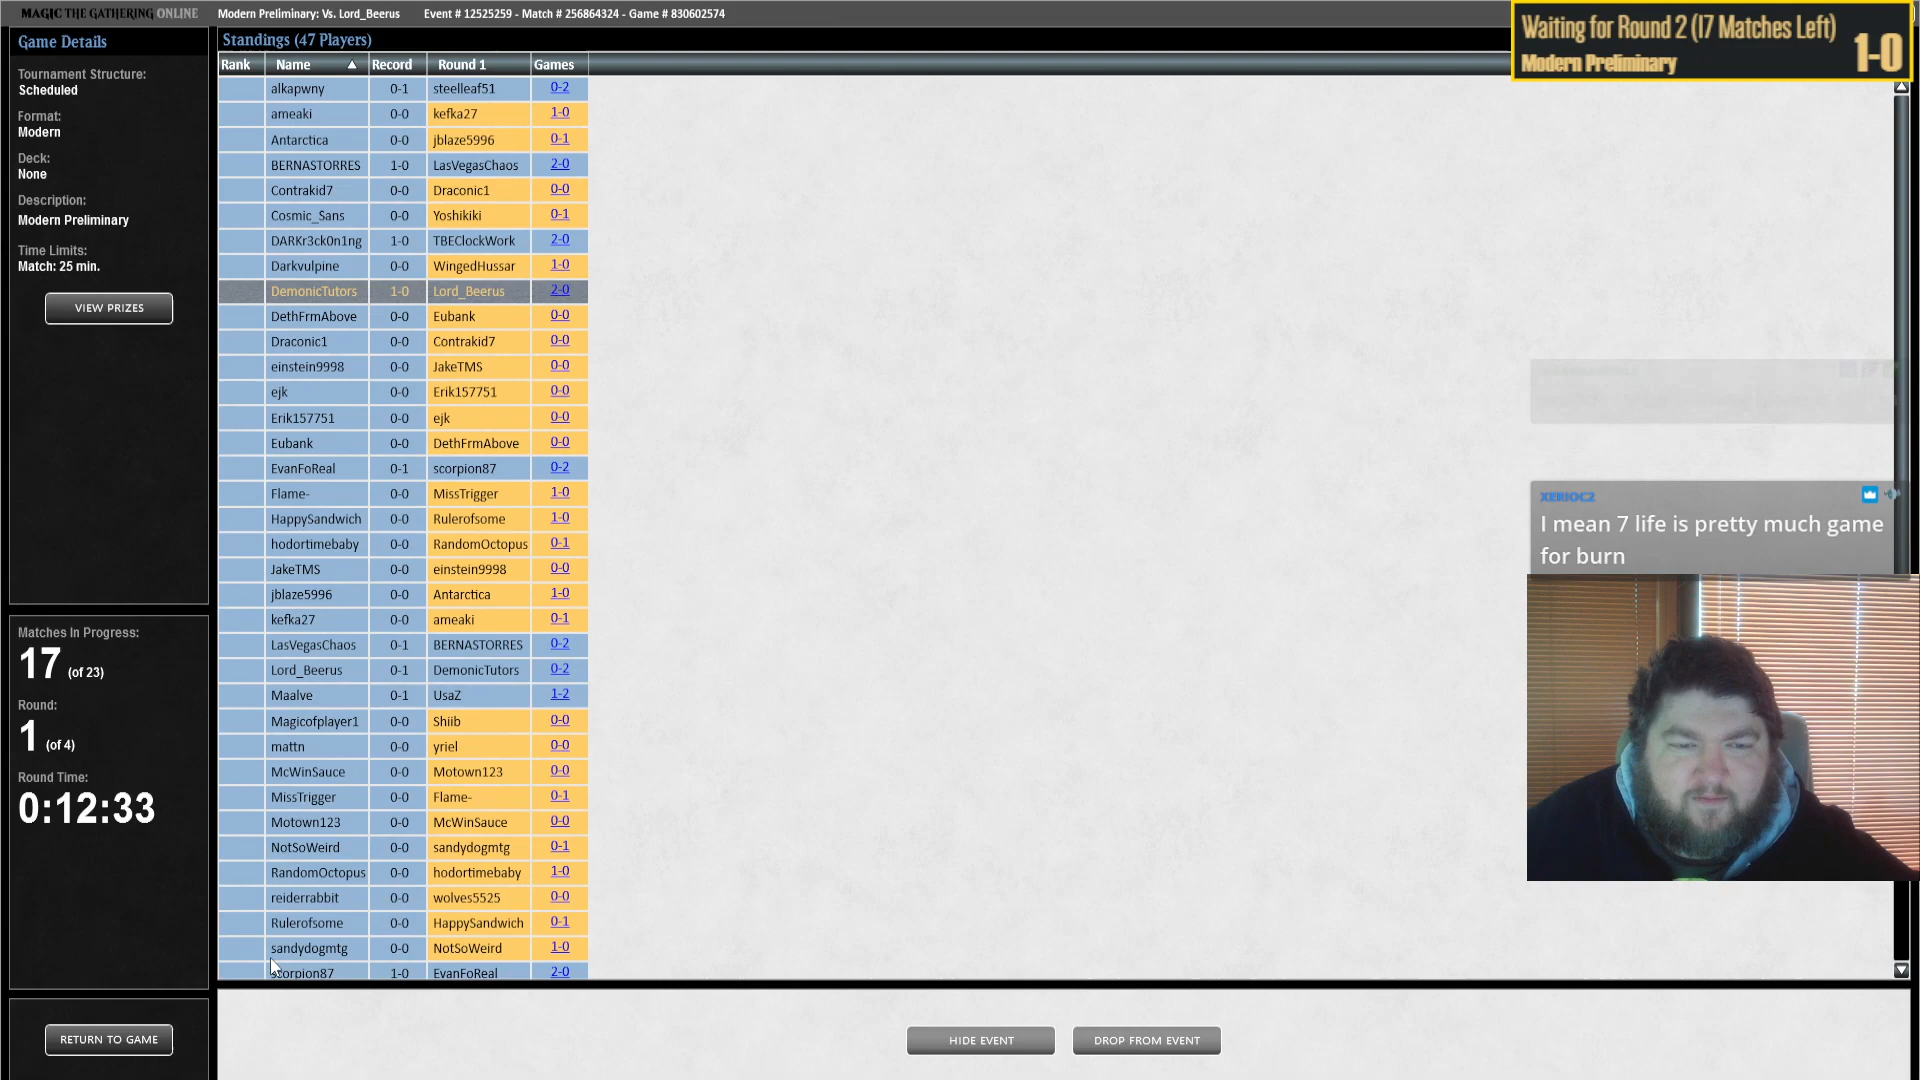 MAGIC THE GATHERING ONLINE
Modern Preliminary: Vs. Lord_Beerus Event # 12525259 - Match # 256864324 - Game # 830602574
Waiting for Round 2 (17 Matches Left)
Modern Preliminary
1-0
Game Details
Tournament Structure:
Scheduled
Format:
Modern
Deck:
None
Description:
Modern Preliminary
Time Limits:
Match: 25 min.
VIEW PRIZES
Matches In Progress:
17 (of 23)
Round:
1 (of 4)
Round Time:
0:12:33
RETURN TO GAME
Standings (47 Players)
Rank Name Record Round 1 Games
alkapwny 0-1 steelleaf51 0-2
ameaki 0-0 kefka27 1-0
Antarctica 0-0 jblaze5996 0-1
BERNASTORRES 1-0 LasVegasChaos 2-0
Contrakid7 0-0 Draconic1 0-0
Cosmic_Sans 0-0 Yoshikiki 0-1
DARKr3ck0n1ng 1-0 TBEClockWork 2-0
Darkvulpine 0-0 WingedHussar 1-0
DemonicTutors 1-0 Lord_Beerus 2-0
DethFrmAbove 0-0 Eubank 0-0
Draconic1 0-0 Contrakid7 0-0
einstein9998 0-0 JakeTMS 0-0
ejk 0-0 Erik157751 0-0
Erik157751 0-0 ejk 0-0
Eubank 0-0 DethFrmAbove 0-0
EvanFoReal 0-1 scorpion87 0-2
Flame- 0-0 MissTrigger 1-0
HappySandwich 0-0 Rulerofsome 1-0
hodortimebaby 0-0 RandomOctopus 0-1
JakeTMS 0-0 einstein9998 0-0
jblaze5996 0-0 Antarctica 1-0
kefka27 0-0 ameaki 0-1
LasVegasChaos 0-1 BERNASTORRES 0-2
Lord_Beerus 0-1 DemonicTutors 0-2
Maalve 0-1 UsaZ 1-2
Magicofplayer1 0-0 Shiib 0-0
mattn 0-0 yriel 0-0
McWinSauce 0-0 Motown123 0-0
MissTrigger 0-0 Flame- 0-1
Motown123 0-0 McWinSauce 0-0
NotSoWeird 0-0 sandydogmtg 0-1
RandomOctopus 0-0 hodortimebaby 1-0
reiderrabbit 0-0 wolves5525 0-0
Rulerofsome 0-0 HappySandwich 0-1
sandydogmtg 0-0 NotSoWeird 1-0
scorpion87 1-0 EvanFoReal 2-0
XERIOC2
I mean 7 life is pretty much game
for burn
HIDE EVENT
DROP FROM EVENT